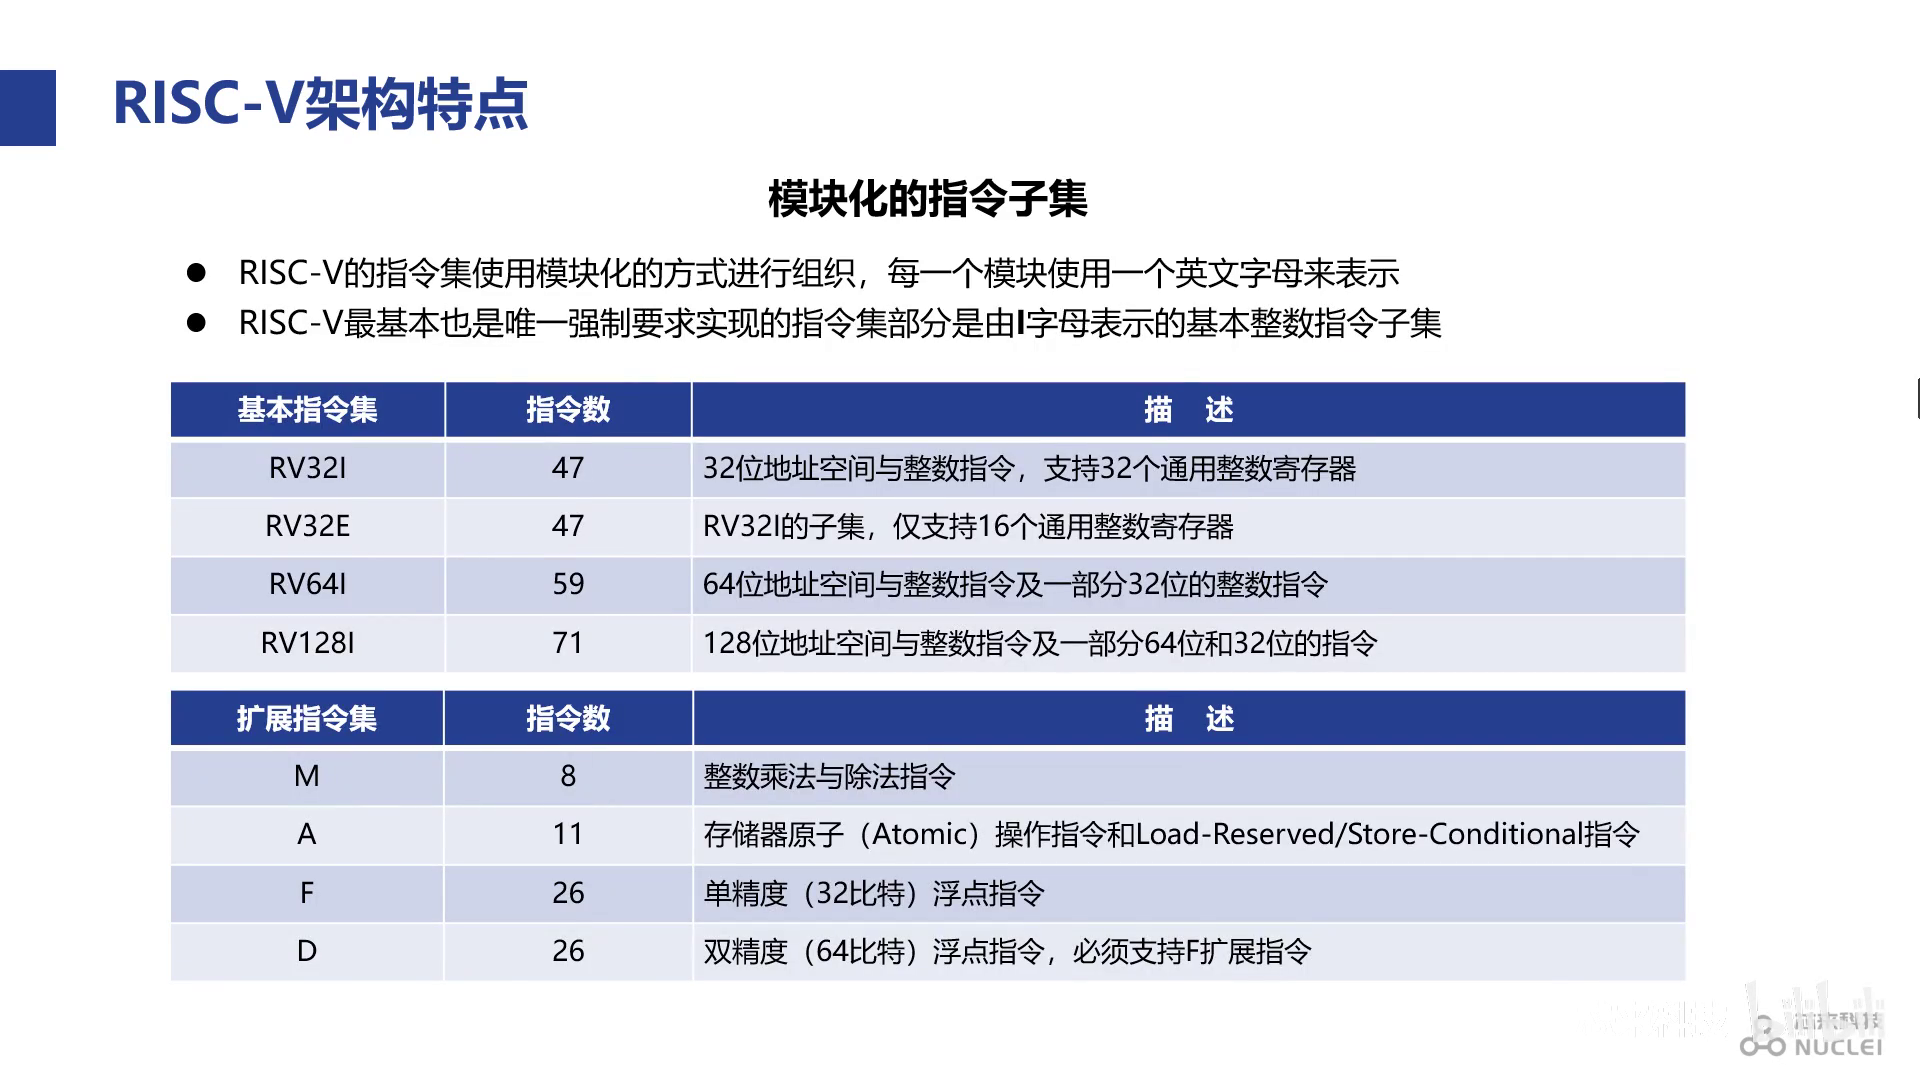 RISC-V架构特点
模块化的指令子集
● RISC-V的指令集使用模块化的方式进行组织，每一个模块使用一个英文字母来表示
● RISC-V最基本也是唯一强制要求实现的指令集部分是由I字母表示的基本整数指令子集
基本指令集 指令数 描 述
RV32I 47 32位地址空间与整数指令，支持32个通用整数寄存器
RV32E 47 RV32I的子集，仅支持16个通用整数寄存器
RV64I 59 64位地址空间与整数指令及一部分32位的整数指令
RV128I 71 128位地址空间与整数指令及一部分64位和32位的指令
扩展指令集 指令数 描 述
M 8 整数乘法与除法指令
A 11 存储器原子（Atomic）操作指令和Load-Reserved/Store-Conditional指令
F 26 单精度（32比特）浮点指令
D 26 双精度（64比特）浮点指令，必须支持F扩展指令
芯来科技
NUCLEI